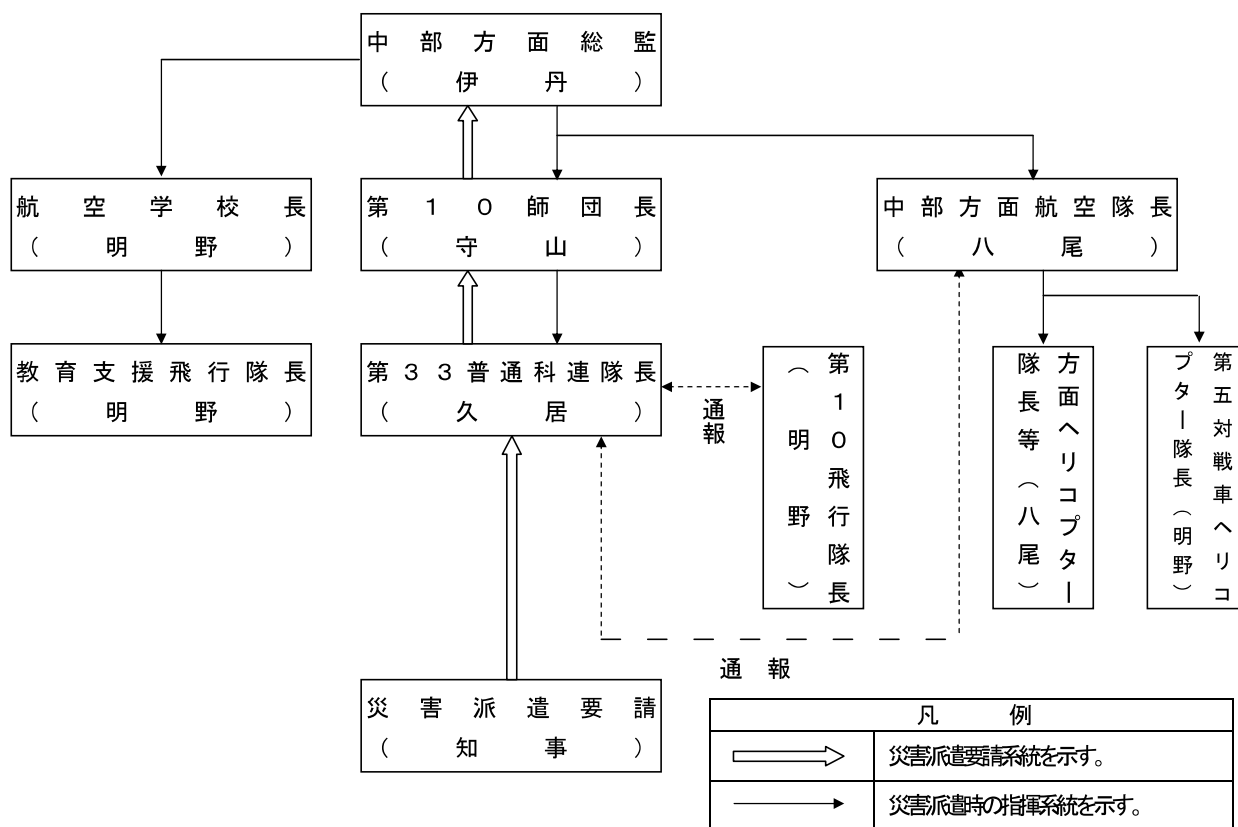 中部方面総監
(伊丹)
航空学校長
(明野)
第10師団長
(守山)
中部方面航空隊長
(八尾)
教育支援飛行隊長
(明野)
第33普通科連隊長
(久居)
通報
第10飛行隊長
(明野)
方面ヘリコプター
隊長等(八尾)
第五対戦車ヘリコ
プター隊長(明野)
通報
災害派遣要請
(知事)
凡例
災害派遣要請系統を示す。
災害派遣時の指揮系統を示す。